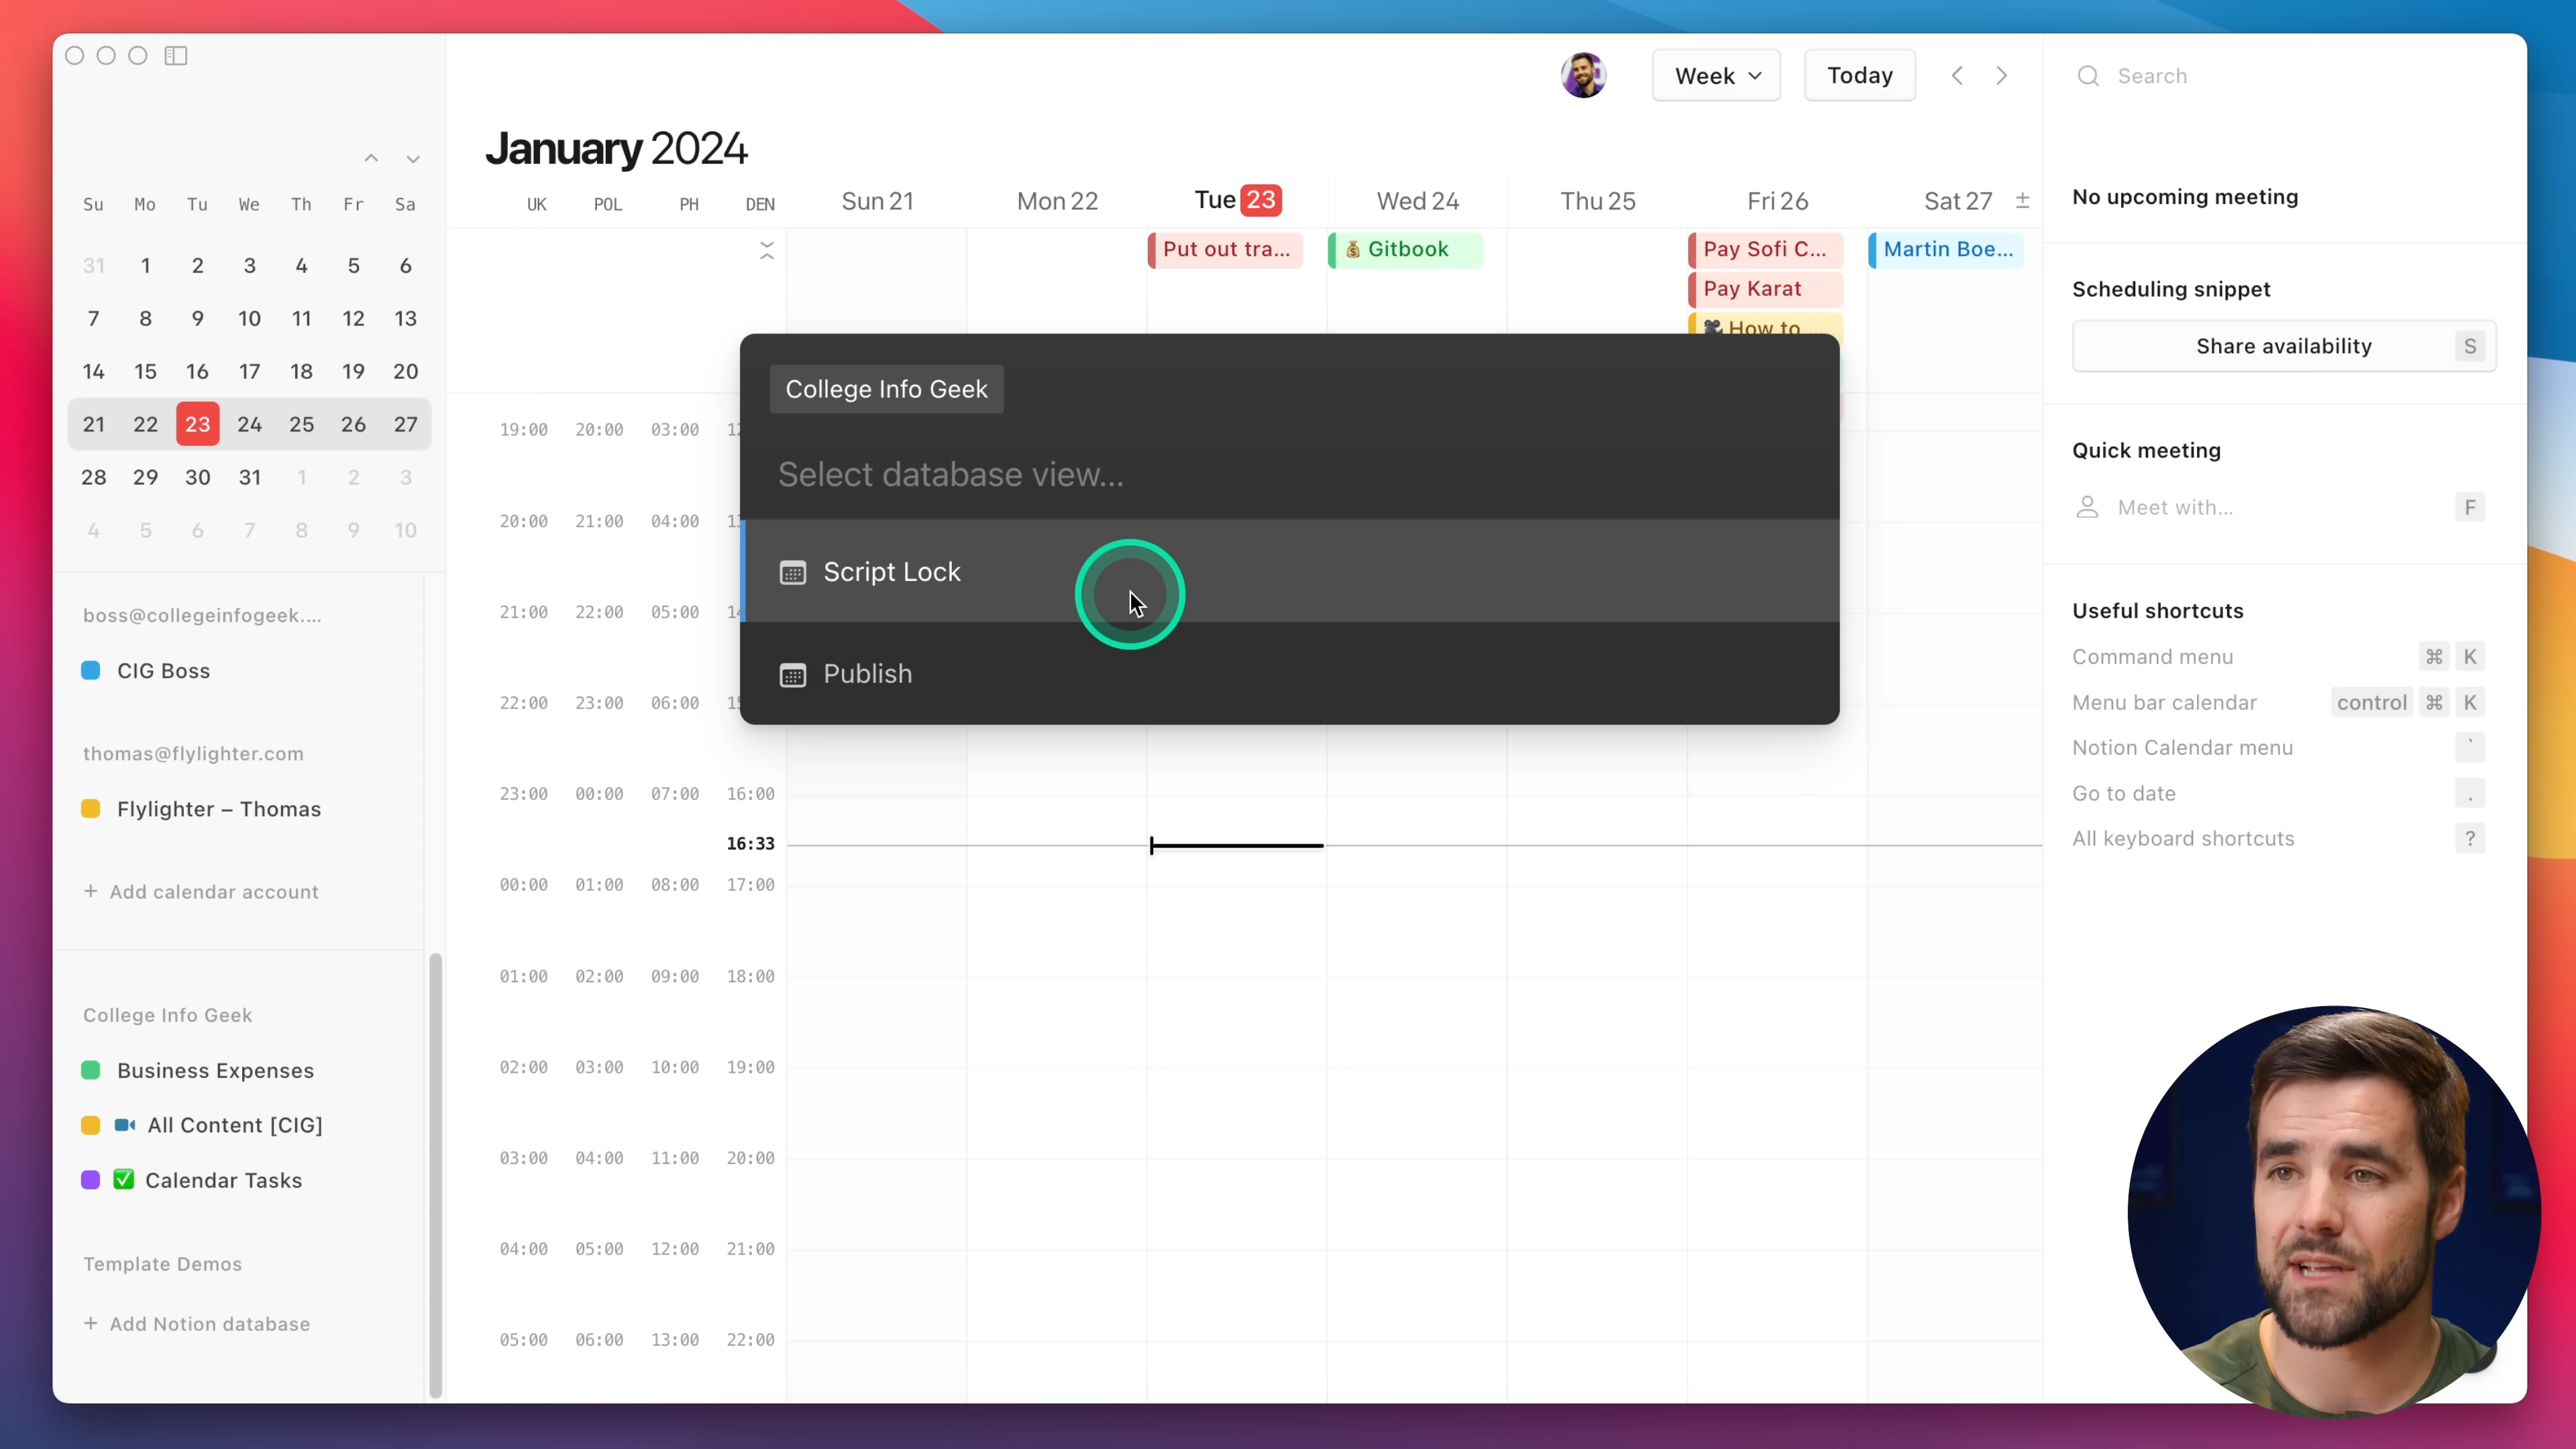 Week
Today
Search
January 2024
Su Mo Tu We Th Fr Sa
31 1 2 3 4 5 6
7 8 9 10 11 12 13
14 15 16 17 18 19 20
21 22 23 24 25 26 27
28 29 30 31 1 2 3
4 5 6 7 8 9 10
boss@collegeinfogeek....
CIG Boss
thomas@flylighter.com
Flylighter – Thomas
+ Add calendar account
College Info Geek
Business Expenses
All Content [CIG]
Calendar Tasks
Template Demos
+ Add Notion database
UK POL PH DEN Sun 21 Mon 22 Tue 23 Wed 24 Thu 25 Fri 26 Sat 27 ±
Put out tra... Gitbook Pay Sofi C... Martin Boe...
Pay Karat
How to ...
College Info Geek
Select database view...
Script Lock
Publish
19:00 20:00 03:00
20:00 21:00 04:00
21:00 22:00 05:00
22:00 23:00 06:00
23:00 00:00 07:00 16:00
16:33
00:00 01:00 08:00 17:00
01:00 02:00 09:00 18:00
02:00 03:00 10:00 19:00
03:00 04:00 11:00 20:00
04:00 05:00 12:00 21:00
05:00 06:00 13:00 22:00
No upcoming meeting
Scheduling snippet
Share availability S
Quick meeting
Meet with... F
Useful shortcuts
Command menu ⌘ K
Menu bar calendar control ⌘ K
Notion Calendar menu `
Go to date .
All keyboard shortcuts ?